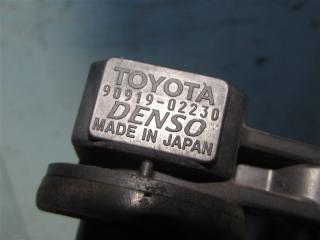 TOYOTA
90919-02230
DENSO
MADE IN JAPAN